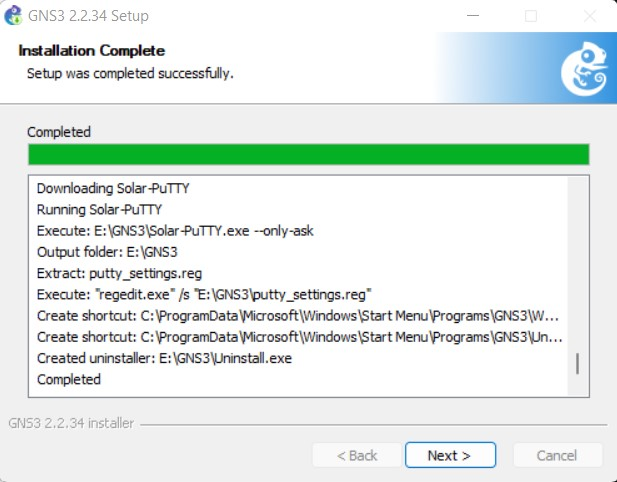 GNS3 2.2.34 Setup
Installation Complete
Setup was completed successfully.
Completed
Downloading Solar-PuTTY
Running Solar-PuTTY
Execute: E:\GNS3\Solar-PuTTY.exe --only-ask
Output folder: E:\GNS3
Extract: putty_settings.reg
Execute: "regedit.exe" /s "E:\GNS3\putty_settings.reg"
Create shortcut: C:\ProgramData\Microsoft\Windows\Start Menu\Programs\GNS3\W...
Create shortcut: C:\ProgramData\Microsoft\Windows\Start Menu\Programs\GNS3\Un...
Created uninstaller: E:\GNS3\Uninstall.exe
Completed
GNS3 2.2.34 installer
< Back
Next >
Cancel